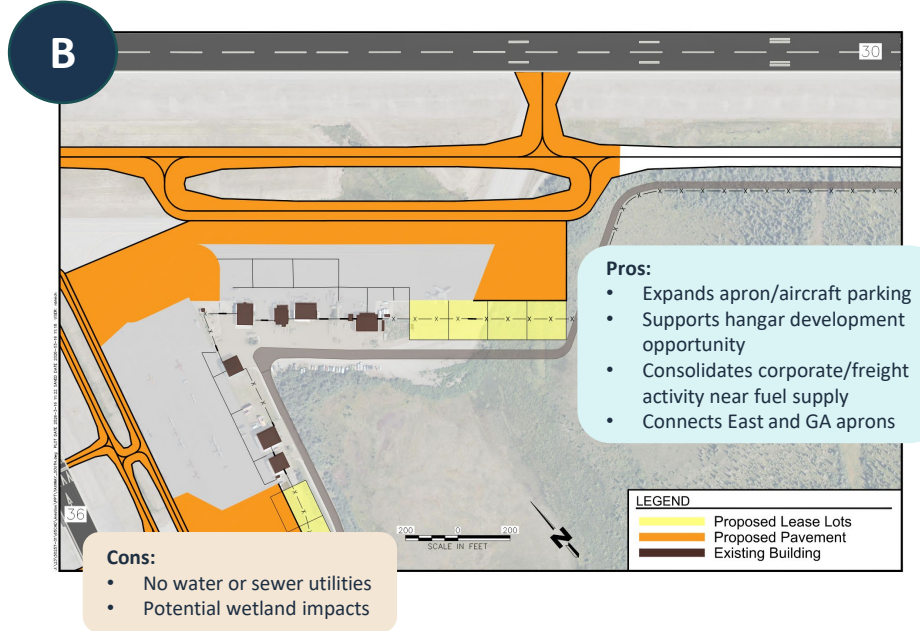 B
30
Pros:
• Expands apron/aircraft parking
• Supports hangar development
opportunity
• Consolidates corporate/freight
activity near fuel supply
• Connects East and GA aprons
36
200 0 200
SCALE IN FEET
N
LEGEND
Proposed Lease Lots
Proposed Pavement
Existing Building
Cons:
• No water or sewer utilities
• Potential wetland impacts